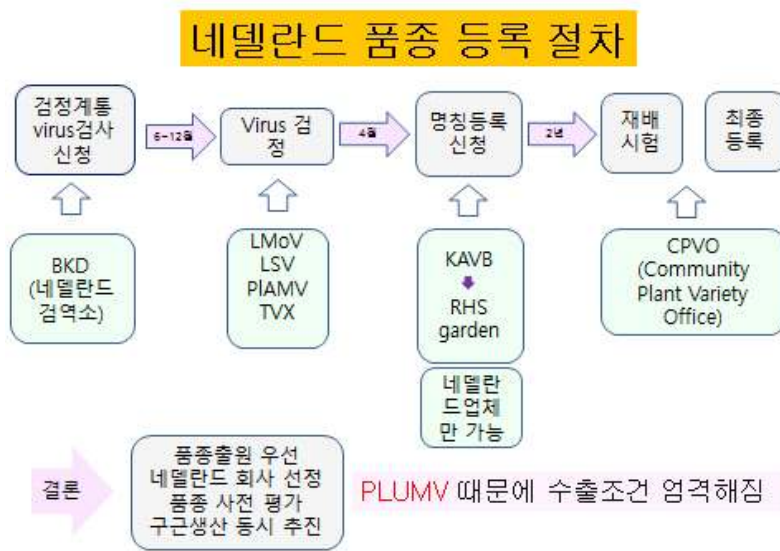 네델란드 품종 등록 절차
검정계통
virus검사
신청
6-12월
Virus 검
정
4월
명칭등록
신청
2년
재배
시험
최종
등록
BKD
(네델란드
검역소)
LMoV
LSV
PlAMV
TVX
KAVB
RHS
garden
네델란
드업체
만 가능
CPVO
(Community
Plant Variety
Office)
결론
품종출원 우선
네델란드 회사 선정
품종 사전 평가
구근생산 동시 추진
PLUMV 때문에 수출조건 엄격해짐